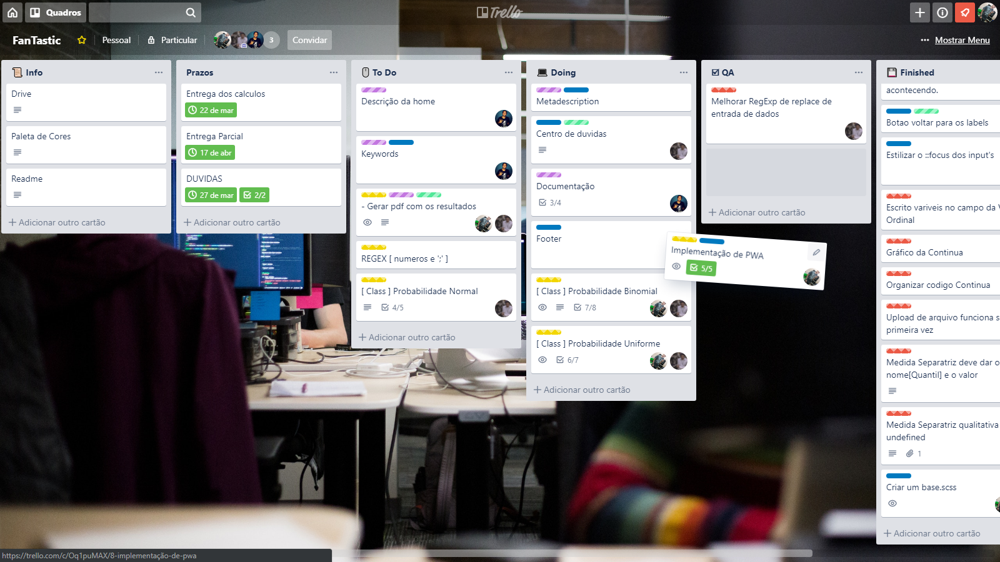 Quadros
Trello
FanTastic
Pessoal
Particular
3
Convidar
Mostrar Menu
Info
Drive
Paleta de Cores
Readme
Adicionar outro cartão
Prazos
Entrega dos calculos
22 de mar
Entrega Parcial
17 de abr
DUVIDAS
27 de mar
2/2
Adicionar outro cartão
To Do
Descrição da home
Keywords
- Gerar pdf com os resultados
REGEX [ numeros e ';' ]
[ Class ] Probabilidade Normal
4/5
Adicionar outro cartão
Doing
Metadescription
Centro de duvidas
Documentação
3/4
Footer
[ Class ] Probabilidade Binomial
7/8
[ Class ] Probabilidade Uniforme
6/7
Adicionar outro cartão
QA
Melhorar RegExp de replace de
entrada de dados
Adicionar outro cartão
Implementação de PWA
5/5
Finished
acontecendo.
Botao voltar para os labels
Estilizar o ::focus dos input's
Escrito variveis no campo da V
Ordinal
Gráfico da Continua
Organizar codigo Continua
Upload de arquivo funciona s
primeira vez
Medida Separatriz deve dar o
nome[Quantil] e o valor
Medida Separatriz qualitativa
undefined
1
Criar um base.scss
Adicionar outro cartão
https://trello.com/c/Oq1puMAX/8-implementação-de-pwa